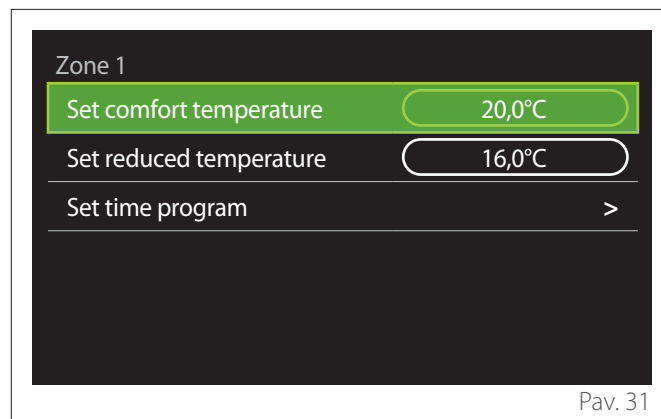 Zone 1
Set comfort temperature 20,0°C
Set reduced temperature 16,0°C
Set time program >
Pav. 31